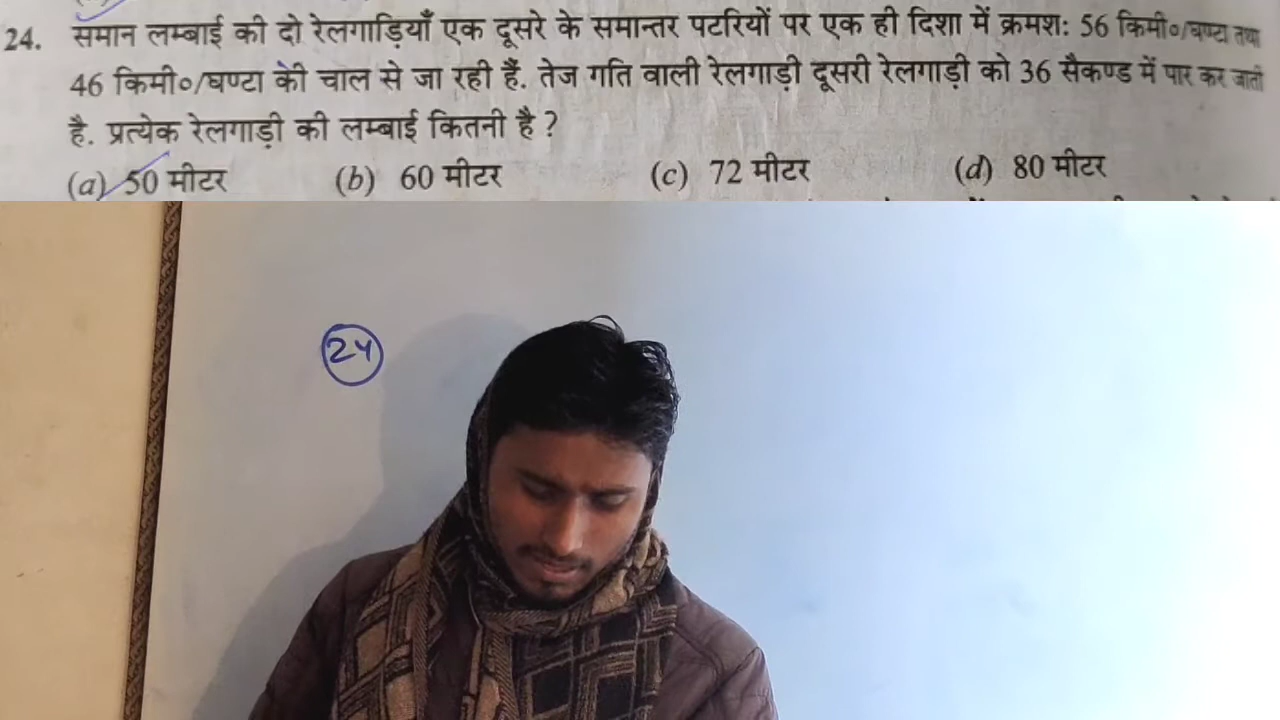 24. समान लम्बाई की दो रेलगाड़ियाँ एक दूसरे के समान्तर पटरियों पर एक ही दिशा में क्रमश: 56 किमी०/घण्टा तथा
46 किमी०/घण्टा की चाल से जा रही हैं. तेज गति वाली रेलगाड़ी दूसरी रेलगाड़ी को 36 सैकण्ड में पार कर जाती
है. प्रत्येक रेलगाड़ी की लम्बाई कितनी है ?
(a) 50 मीटर (b) 60 मीटर (c) 72 मीटर (d) 80 मीटर
24